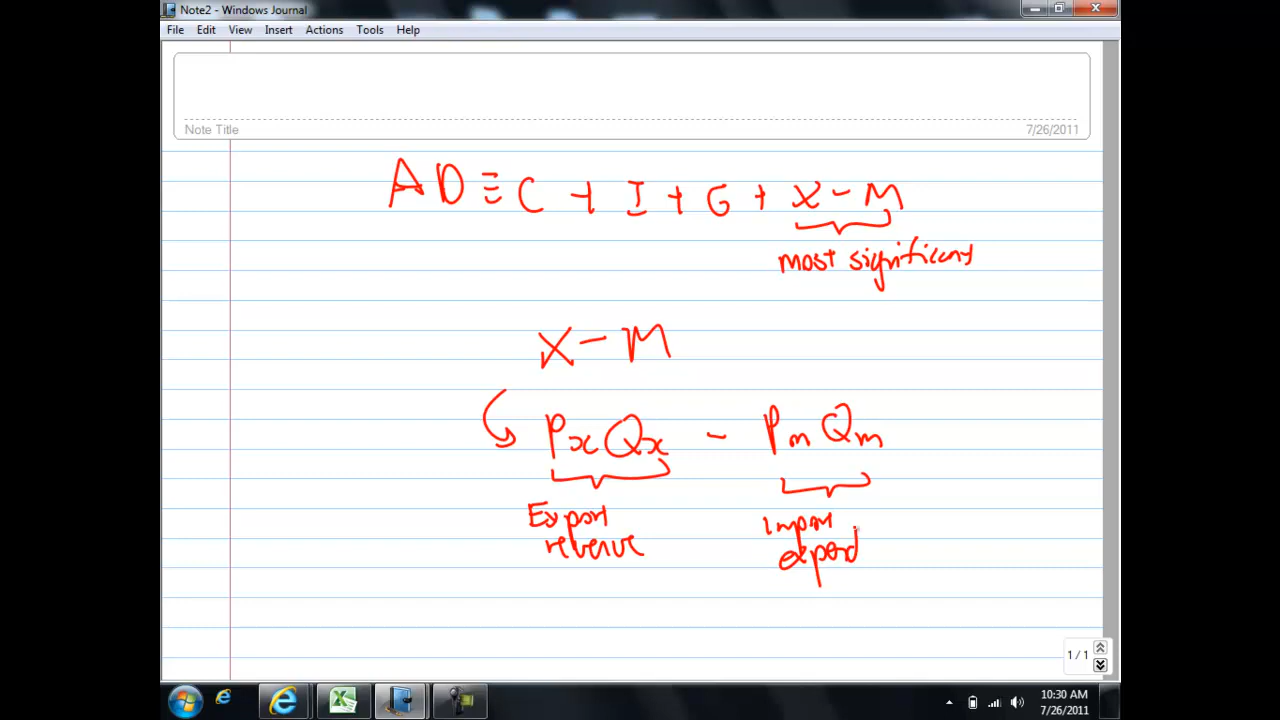 Note2 - Windows Journal
File Edit View Insert Actions Tools Help
Note Title
7/26/2011
AD ≡ C + I + G + X - M
most significant
X - M
PxQx - PmQm
Export
revenue
Import
expend
1 / 1
10:30 AM
7/26/2011